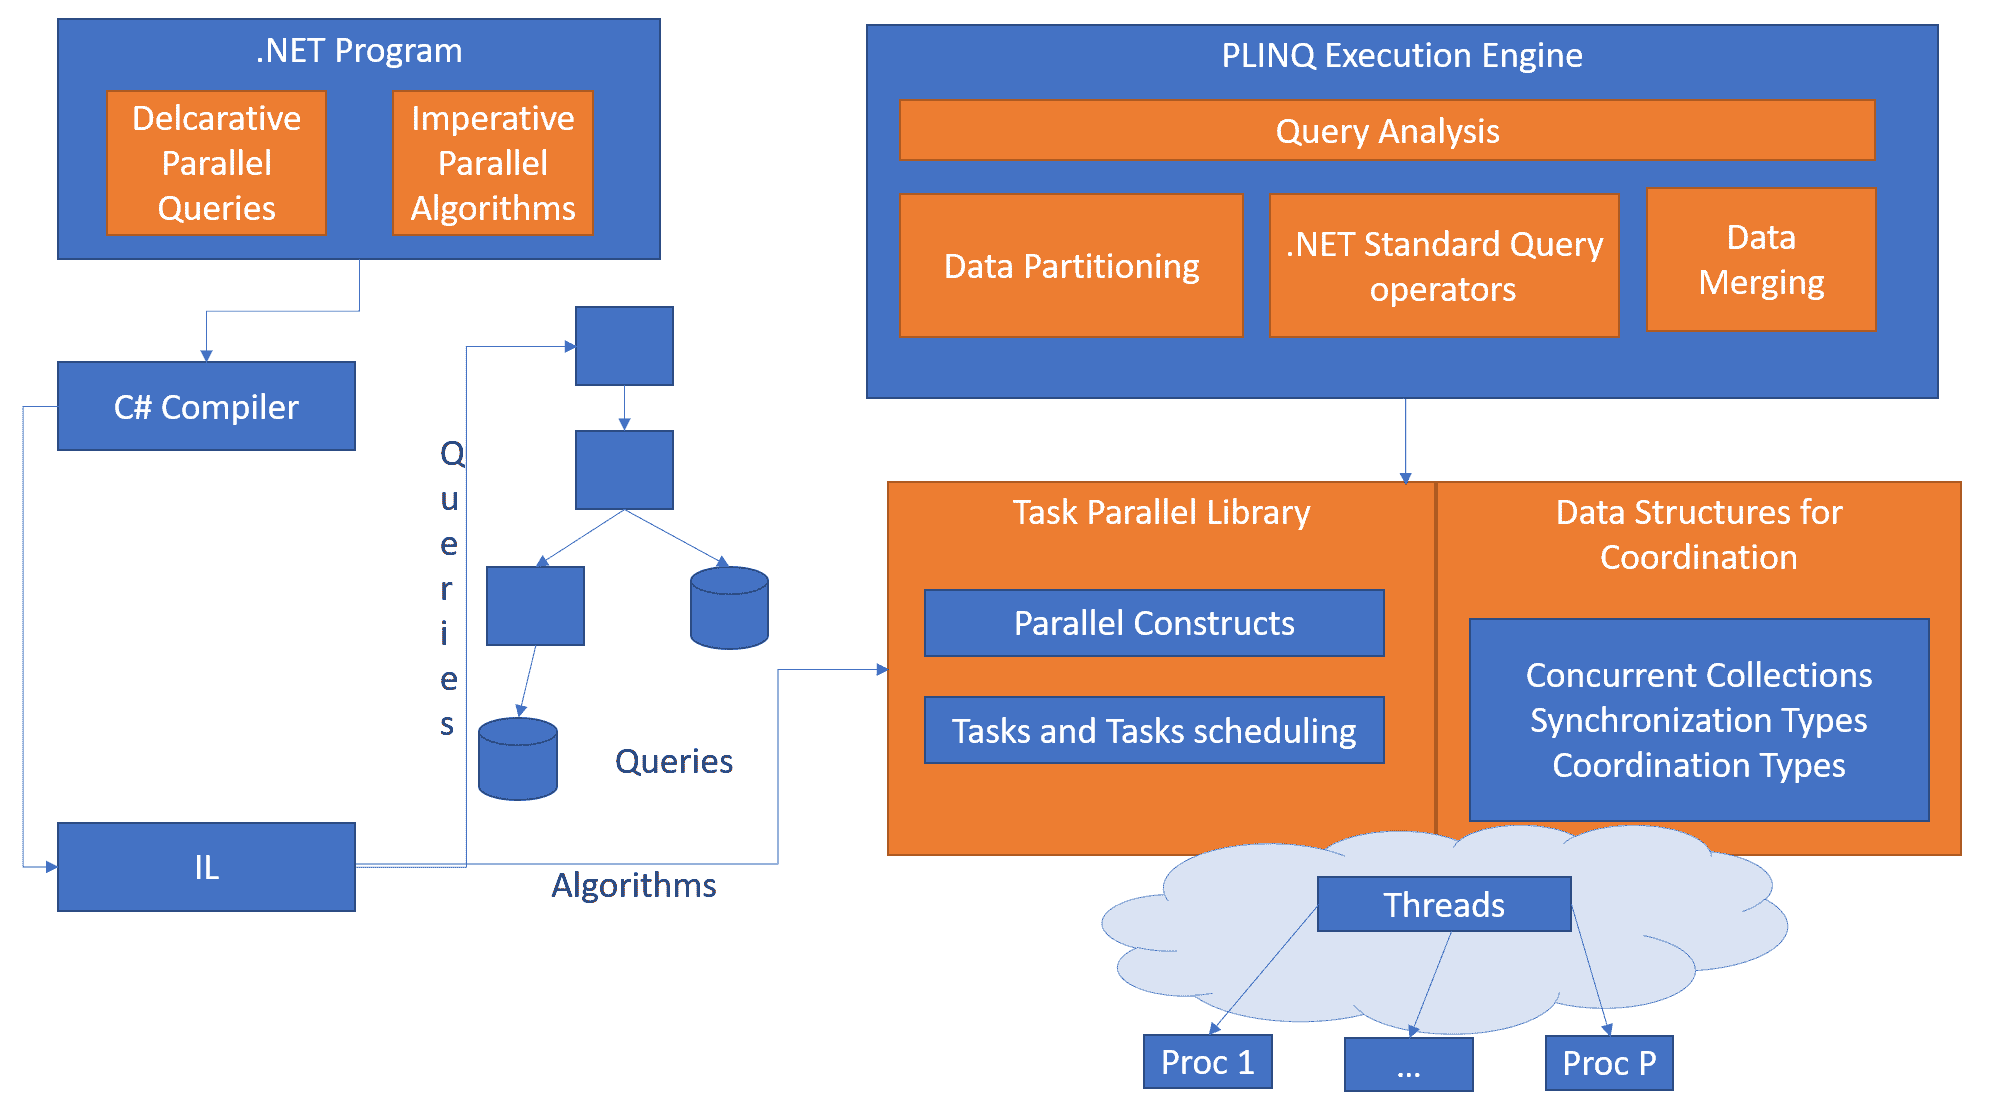 .NET Program
Delcarative
Parallel
Queries
Imperative
Parallel
Algorithms
C# Compiler
IL
Queries
Queries
Algorithms
PLINQ Execution Engine
Query Analysis
Data Partitioning
.NET Standard Query
operators
Data
Merging
Task Parallel Library
Parallel Constructs
Tasks and Tasks scheduling
Data Structures for
Coordination
Concurrent Collections
Synchronization Types
Coordination Types
Threads
Proc 1
...
Proc P